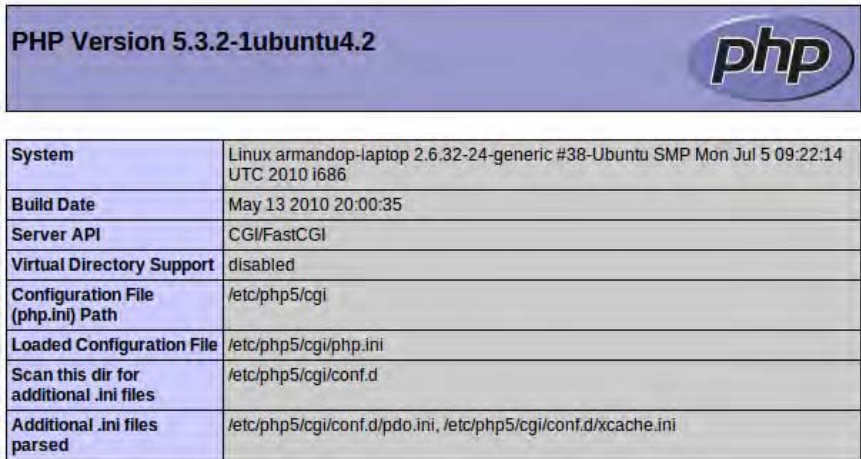 PHP Version 5.3.2-1ubuntu4.2
php
System
Linux armandop-laptop 2.6.32-24-generic #38-Ubuntu SMP Mon Jul 5 09:22:14
UTC 2010 i686
Build Date
May 13 2010 20:00:35
Server API
CGI/FastCGI
Virtual Directory Support
disabled
Configuration File
(php.ini) Path
/etc/php5/cgi
Loaded Configuration File
/etc/php5/cgi/php.ini
Scan this dir for
additional .ini files
/etc/php5/cgi/conf.d
Additional .ini files
parsed
/etc/php5/cgi/conf.d/pdo.ini, /etc/php5/cgi/conf.d/xcache.ini